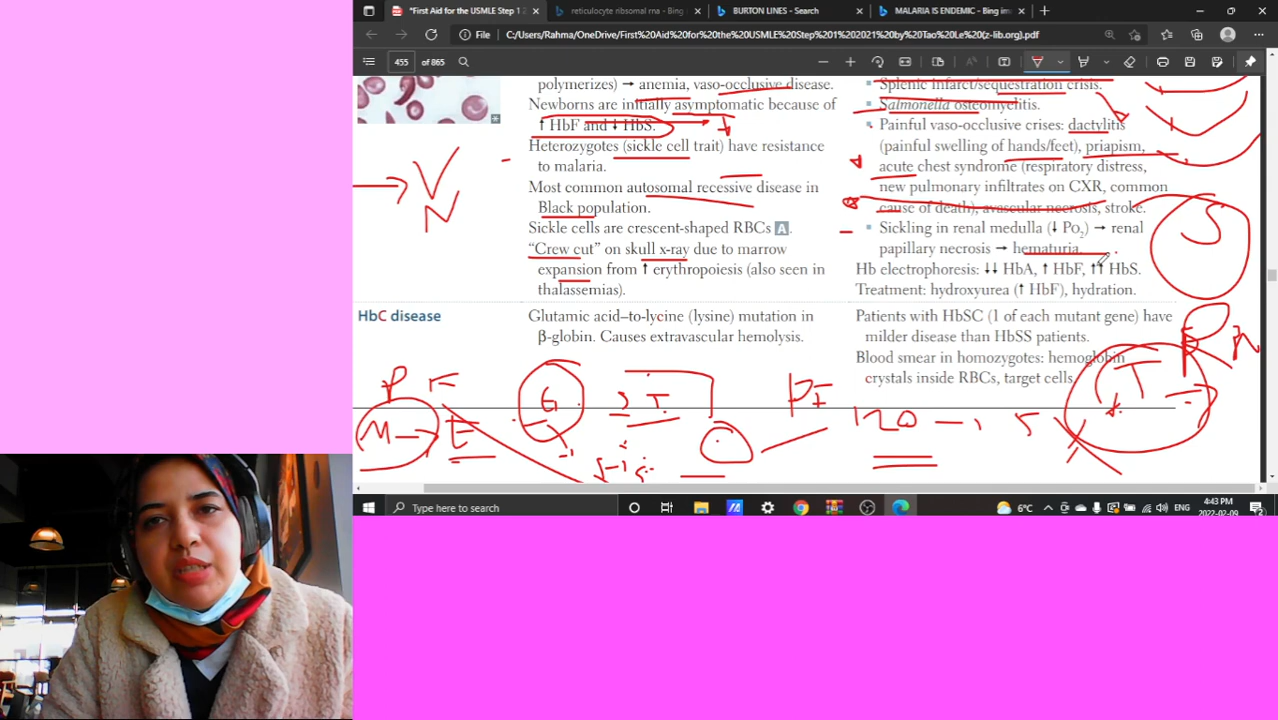 "First Aid for the USMLE Step 1 2
reticulocyte ribosomal rna - Bing i
BURTON LINES - Search
MALARIA IS ENDEMIC - Bing im
File
C:/Users/Rahma/OneDrive/First%20Aid%20for%20the%20USMLE%20Step%201%202021%20by%20Tao%20Le%20(z-lib.org).pdf
455 of 865
polymerizes) → anemia, vaso-occlusive disease.
Newborns are initially asymptomatic because of
↑ HbF and ↓ HbS.
Heterozygotes (sickle cell trait) have resistance
to malaria.
Most common autosomal recessive disease in
Black population.
Sickle cells are crescent-shaped RBCs A.
“Crew cut” on skull x-ray due to marrow
expansion from ↑ erythropoiesis (also seen in
thalassemias).
Splenic infarct/sequestration crisis.
Salmonella osteomyelitis.
Painful vaso-occlusive crises: dactylitis
(painful swelling of hands/feet), priapism,
acute chest syndrome (respiratory distress,
new pulmonary infiltrates on CXR, common
cause of death), avascular necrosis, stroke.
Sickling in renal medulla (↓ Po2) → renal
papillary necrosis → hematuria.
Hb electrophoresis: ↓↓ HbA, ↑ HbF, ↑↑ HbS.
Treatment: hydroxyurea (↑ HbF), hydration.
→ V
N
S
HbC disease
Glutamic acid–to–lycine (lysine) mutation in
β-globin. Causes extravascular hemolysis.
Patients with HbSC (1 of each mutant gene) have
milder disease than HbSS patients.
Blood smear in homozygotes: hemoglobin
crystals inside RBCs, target cells.
G
120
T
Type here to search
6°C
ENG
4:43 PM
2022-02-09